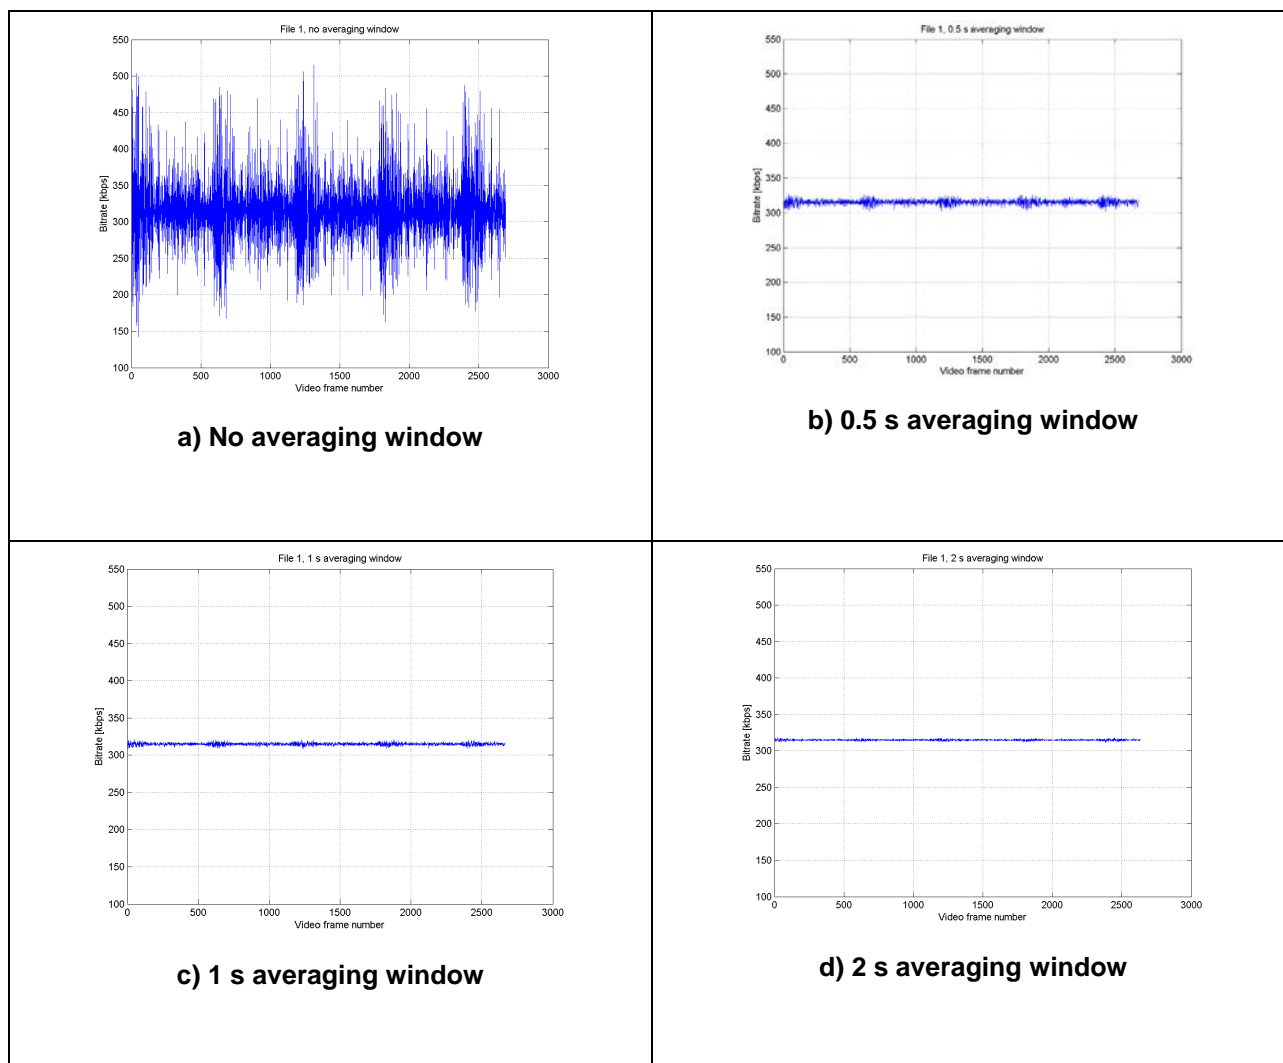 File 1, no averaging window
550
500
450
400
350
300
250
200
150
100
Bitrate [kbps]
0 500 1000 1500 2000 2500 3000
Video frame number
a) No averaging window
File 1, 0.5 s averaging window
550
500
450
400
350
300
250
200
150
100
Bitrate [kbps]
0 500 1000 1500 2000 2500 3000
Video frame number
b) 0.5 s averaging window
File 1, 1 s averaging window
550
500
450
400
350
300
250
200
150
100
Bitrate [kbps]
0 500 1000 1500 2000 2500 3000
Video frame number
c) 1 s averaging window
File 1, 2 s averaging window
550
500
450
400
350
300
250
200
150
100
Bitrate [kbps]
0 500 1000 1500 2000 2500 3000
Video frame number
d) 2 s averaging window